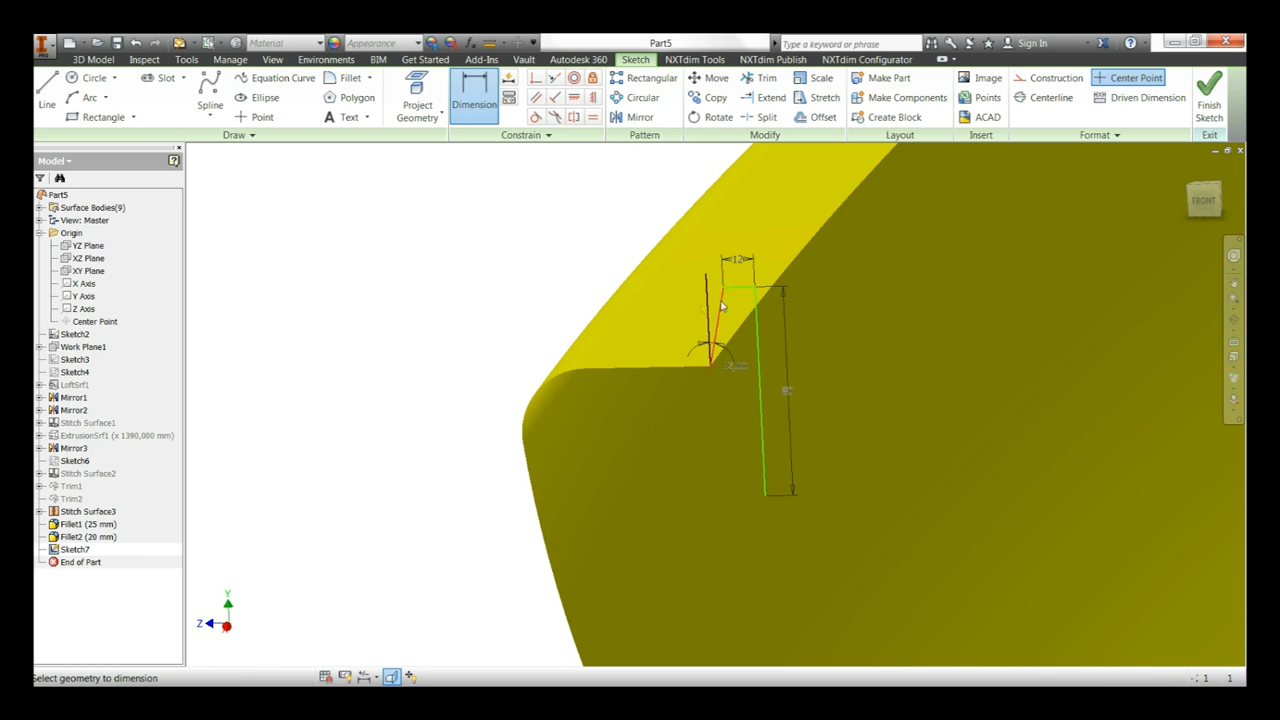 Material
Appearance
Part5
Type a keyword or phrase
Sign In
PRO
3D Model
Inspect
Tools
Manage
View
Environments
BIM
Get Started
Add-Ins
Vault
Autodesk 360
Sketch
NXTdim Tools
NXTdim Publish
NXTdim Configurator
Line
Circle
Arc
Rectangle
Slot
Spline
Equation Curve
Ellipse
Point
Fillet
Polygon
Text
Project
Geometry
Dimension
Rectangular
Circular
Mirror
Move
Copy
Rotate
Trim
Extend
Split
Scale
Stretch
Offset
Make Part
Make Components
Create Block
Image
Points
ACAD
Construction
Centerline
Center Point
Driven Dimension
Finish
Sketch
Draw
Constrain
Pattern
Modify
Layout
Insert
Format
Exit
Model
Part5
Surface Bodies(9)
View: Master
Origin
YZ Plane
XZ Plane
XY Plane
X Axis
Y Axis
Z Axis
Center Point
Sketch2
Work Plane1
Sketch3
Sketch4
LoftSrf1
Mirror1
Mirror2
Stitch Surface1
ExtrusionSrf1 (x 1390,000 mm)
Mirror3
Sketch6
Stitch Surface2
Trim1
Trim2
Stitch Surface3
Fillet1 (25 mm)
Fillet2 (20 mm)
Sketch7
End of Part
FRONT
12
Y
Z
Select geometry to dimension
1
1